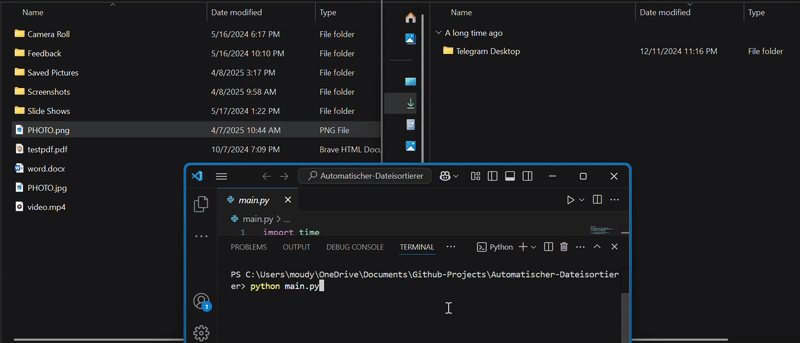 Name Date modified Type
Camera Roll 5/16/2024 6:17 PM File folder
Feedback 5/16/2024 10:10 PM File folder
Saved Pictures 4/8/2025 3:17 PM File folder
Screenshots 4/8/2025 9:58 AM File folder
Slide Shows 5/17/2024 1:22 PM File folder
PHOTO.png 4/7/2025 10:44 AM PNG File
testpdf.pdf 10/7/2024 7:09 PM Brave HTML Docu
word.docx
PHOTO.jpg
video.mp4
Name Date modified Type
A long time ago
Telegram Desktop 12/11/2024 11:16 PM File folder
Automatischer-Dateisortierer
main.py
main.py > ...
1 import time
PROBLEMS OUTPUT DEBUG CONSOLE TERMINAL ... Python
PS C:\Users\moudy\OneDrive\Documents\Github-Projects\Automatischer-Dateisortier
er> python main.py
1